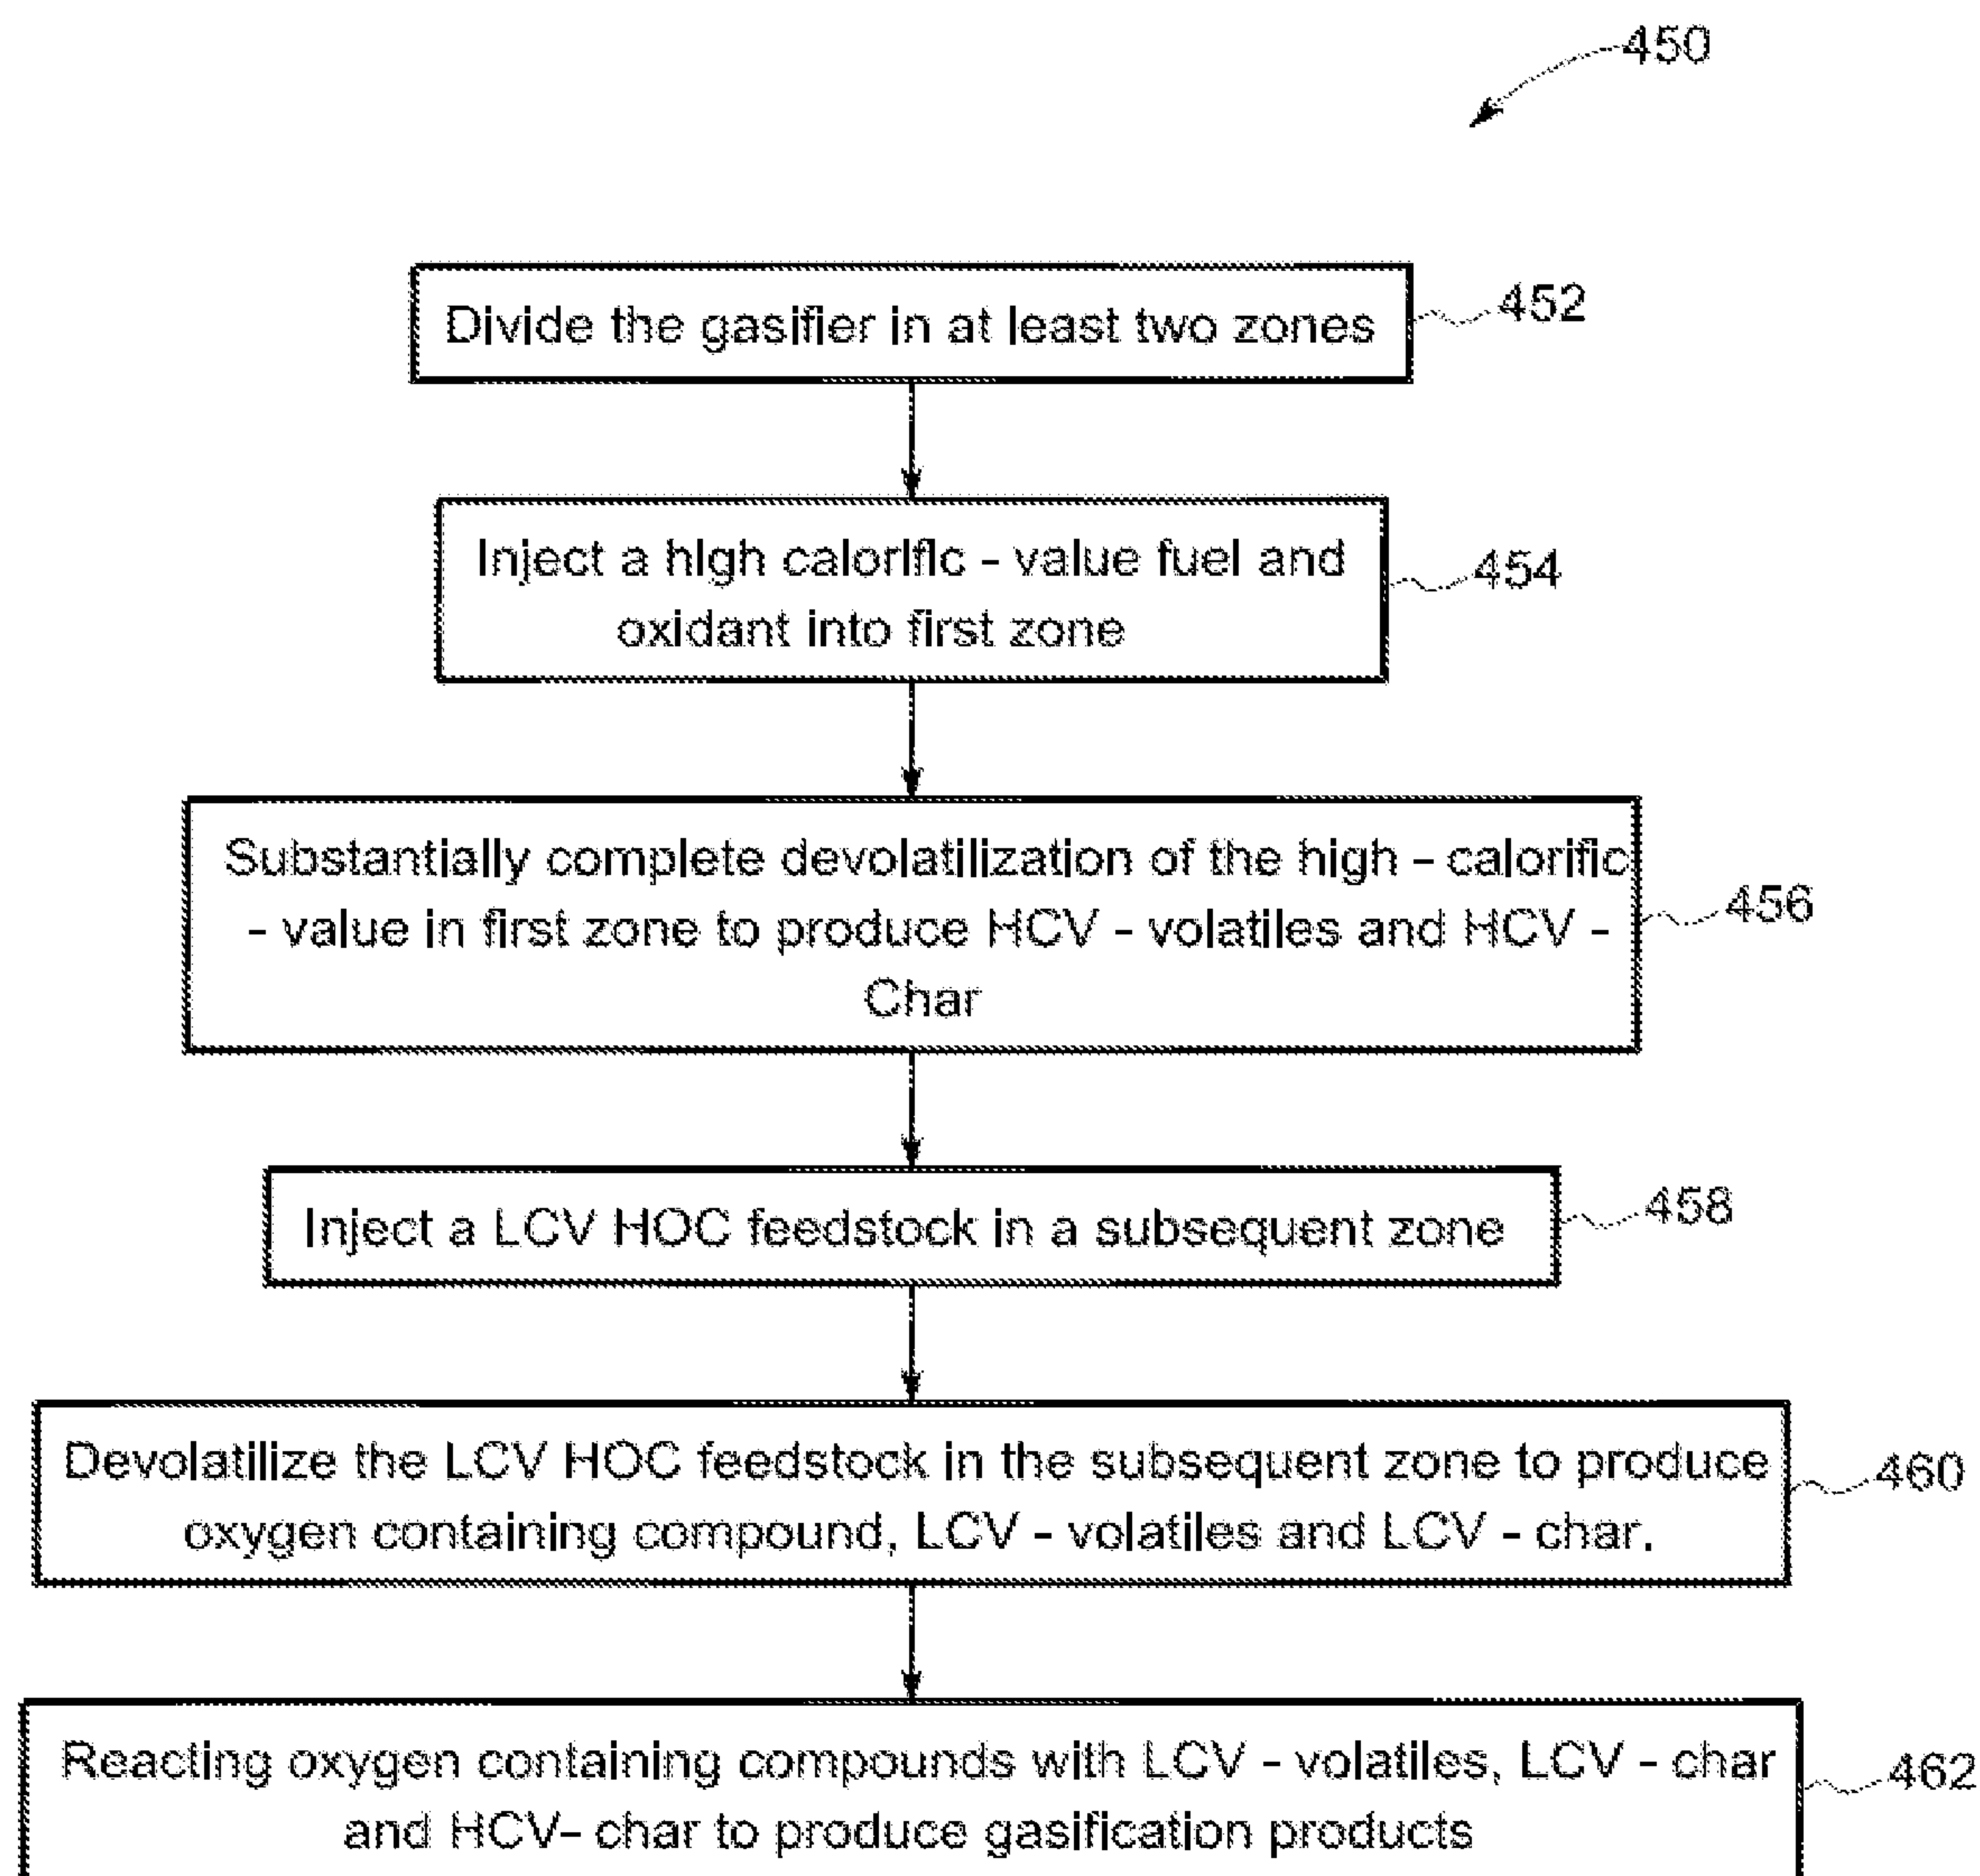 450
Divide the gasifier in at least two zones
452
Inject a high calorific - value fuel and
oxidant into first zone
454
Substantially complete devolatilization of the high - calorific
- value in first zone to produce HCV - volatiles and HCV -
Char
456
Inject a LCV HOC feedstock in a subsequent zone
458
Devolatilize the LCV HOC feedstock in the subsequent zone to produce
oxygen containing compound, LCV - volatiles and LCV - char.
460
Reacting oxygen containing compounds with LCV - volatiles, LCV - char
and HCV- char to produce gasification products
462